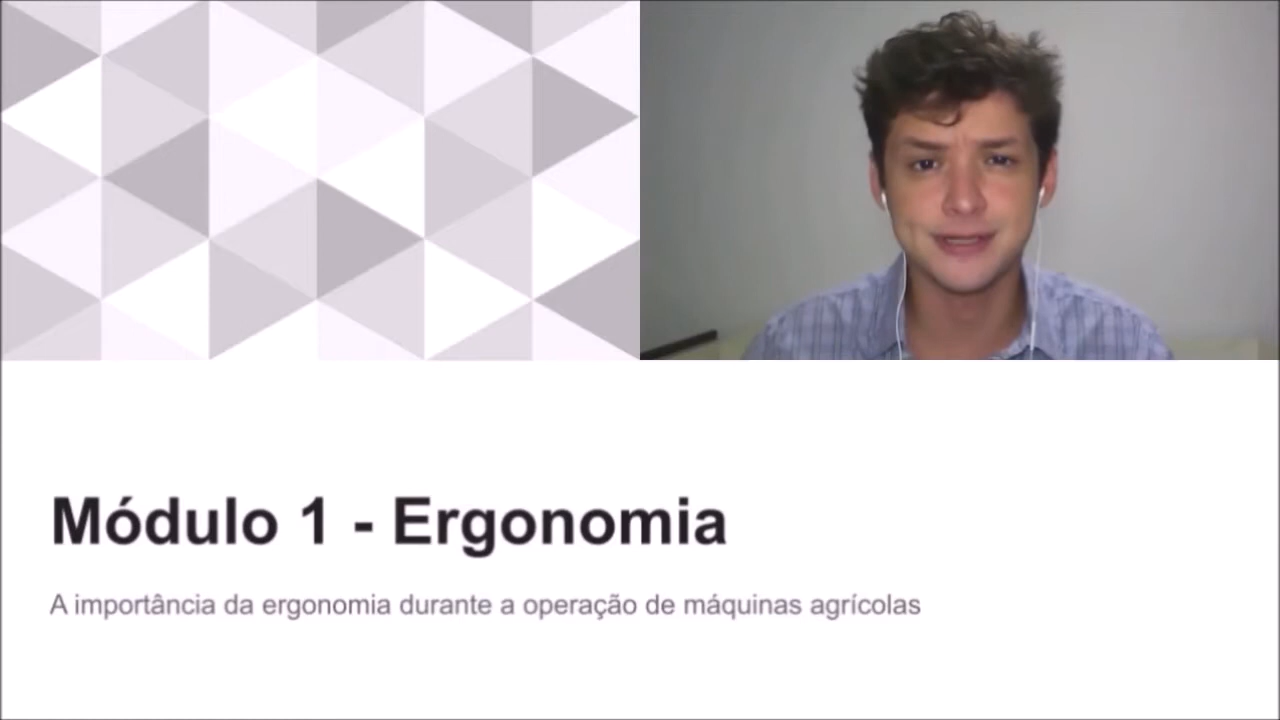 Módulo 1 - Ergonomia
A importância da ergonomia durante a operação de máquinas agrícolas